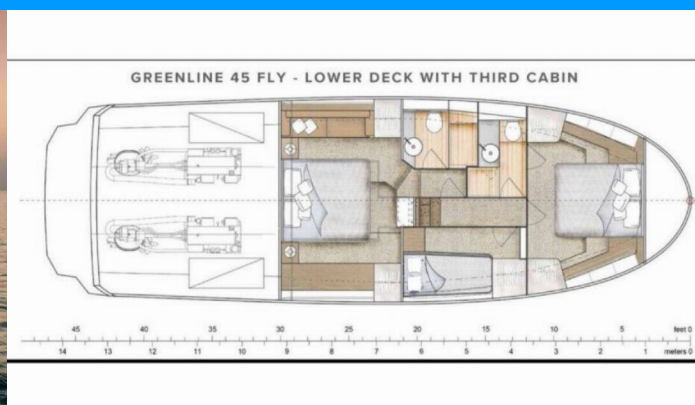 GREENLINE 45 FLY - LOWER DECK WITH THIRD CABIN
45 40 35 30 25 20 15 10 5 feet 0
14 13 12 11 10 9 8 7 6 5 4 3 2 1 meters 0